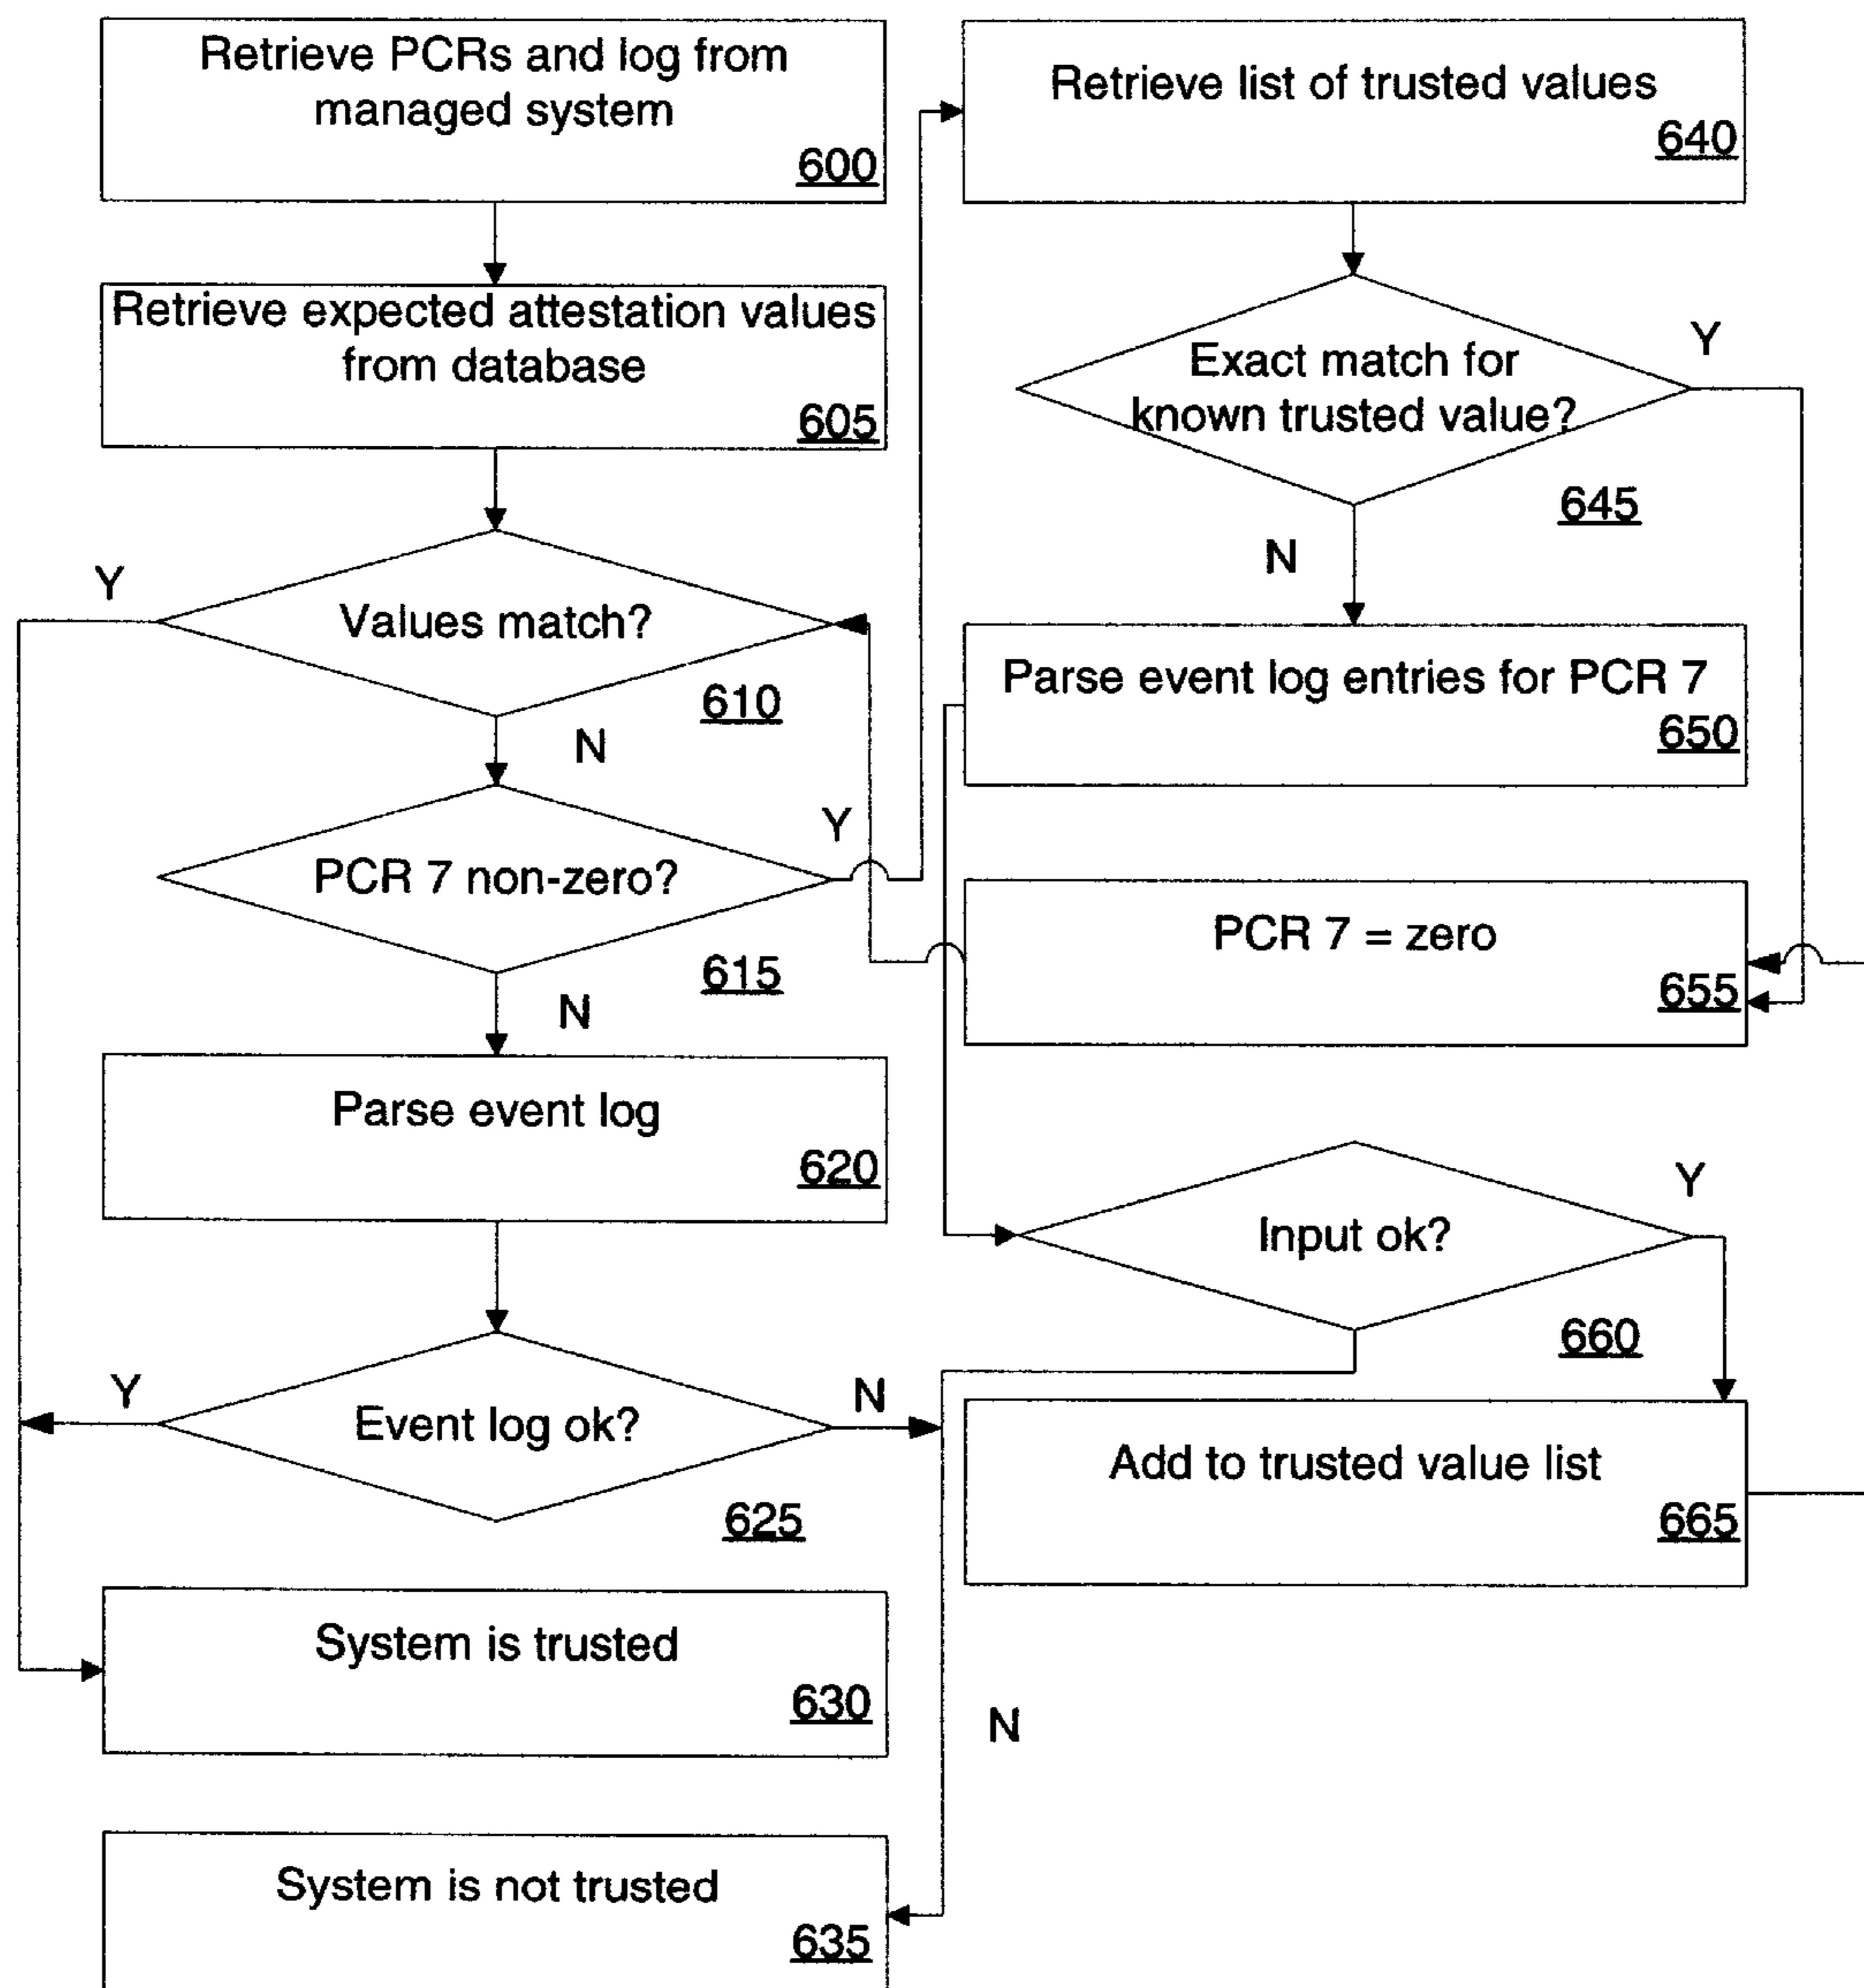 Retrieve PCRs and log from
managed system
600
Retrieve expected attestation values
from database
605
Y
Values match?
610
N
PCR 7 non-zero?
Y
615
N
Parse event log
620
Y
Event log ok?
N
625
System is trusted
630
System is not trusted
635
Retrieve list of trusted values
640
Exact match for
known trusted value?
Y
645
N
Parse event log entries for PCR 7
650
PCR 7 = zero
655
Input ok?
Y
660
Add to trusted value list
665
N